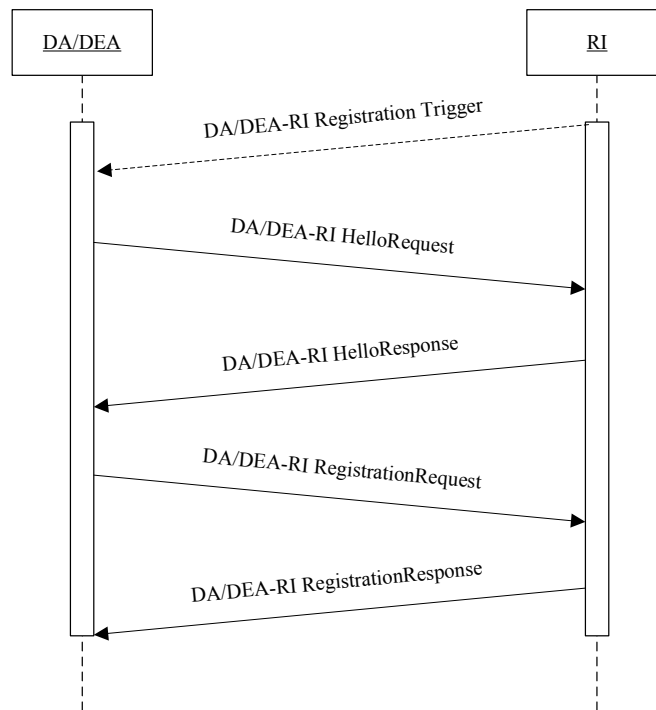 DA/DEA
RI
DA/DEA-RI Registration Trigger
DA/DEA-RI HelloRequest
DA/DEA-RI HelloResponse
DA/DEA-RI RegistrationRequest
DA/DEA-RI RegistrationResponse